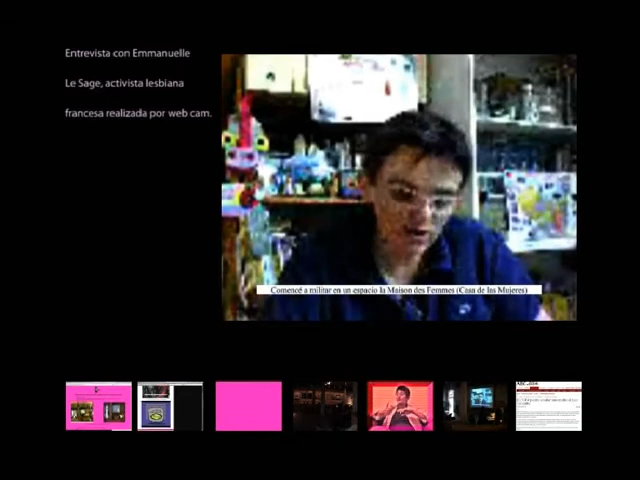 Entrevista con Emmanuelle
Le Sage, activista lesbiana
francesa realizada por web cam.
Comencé a militar en un espacio la Maison des Femmes (Casa de las Mujeres)